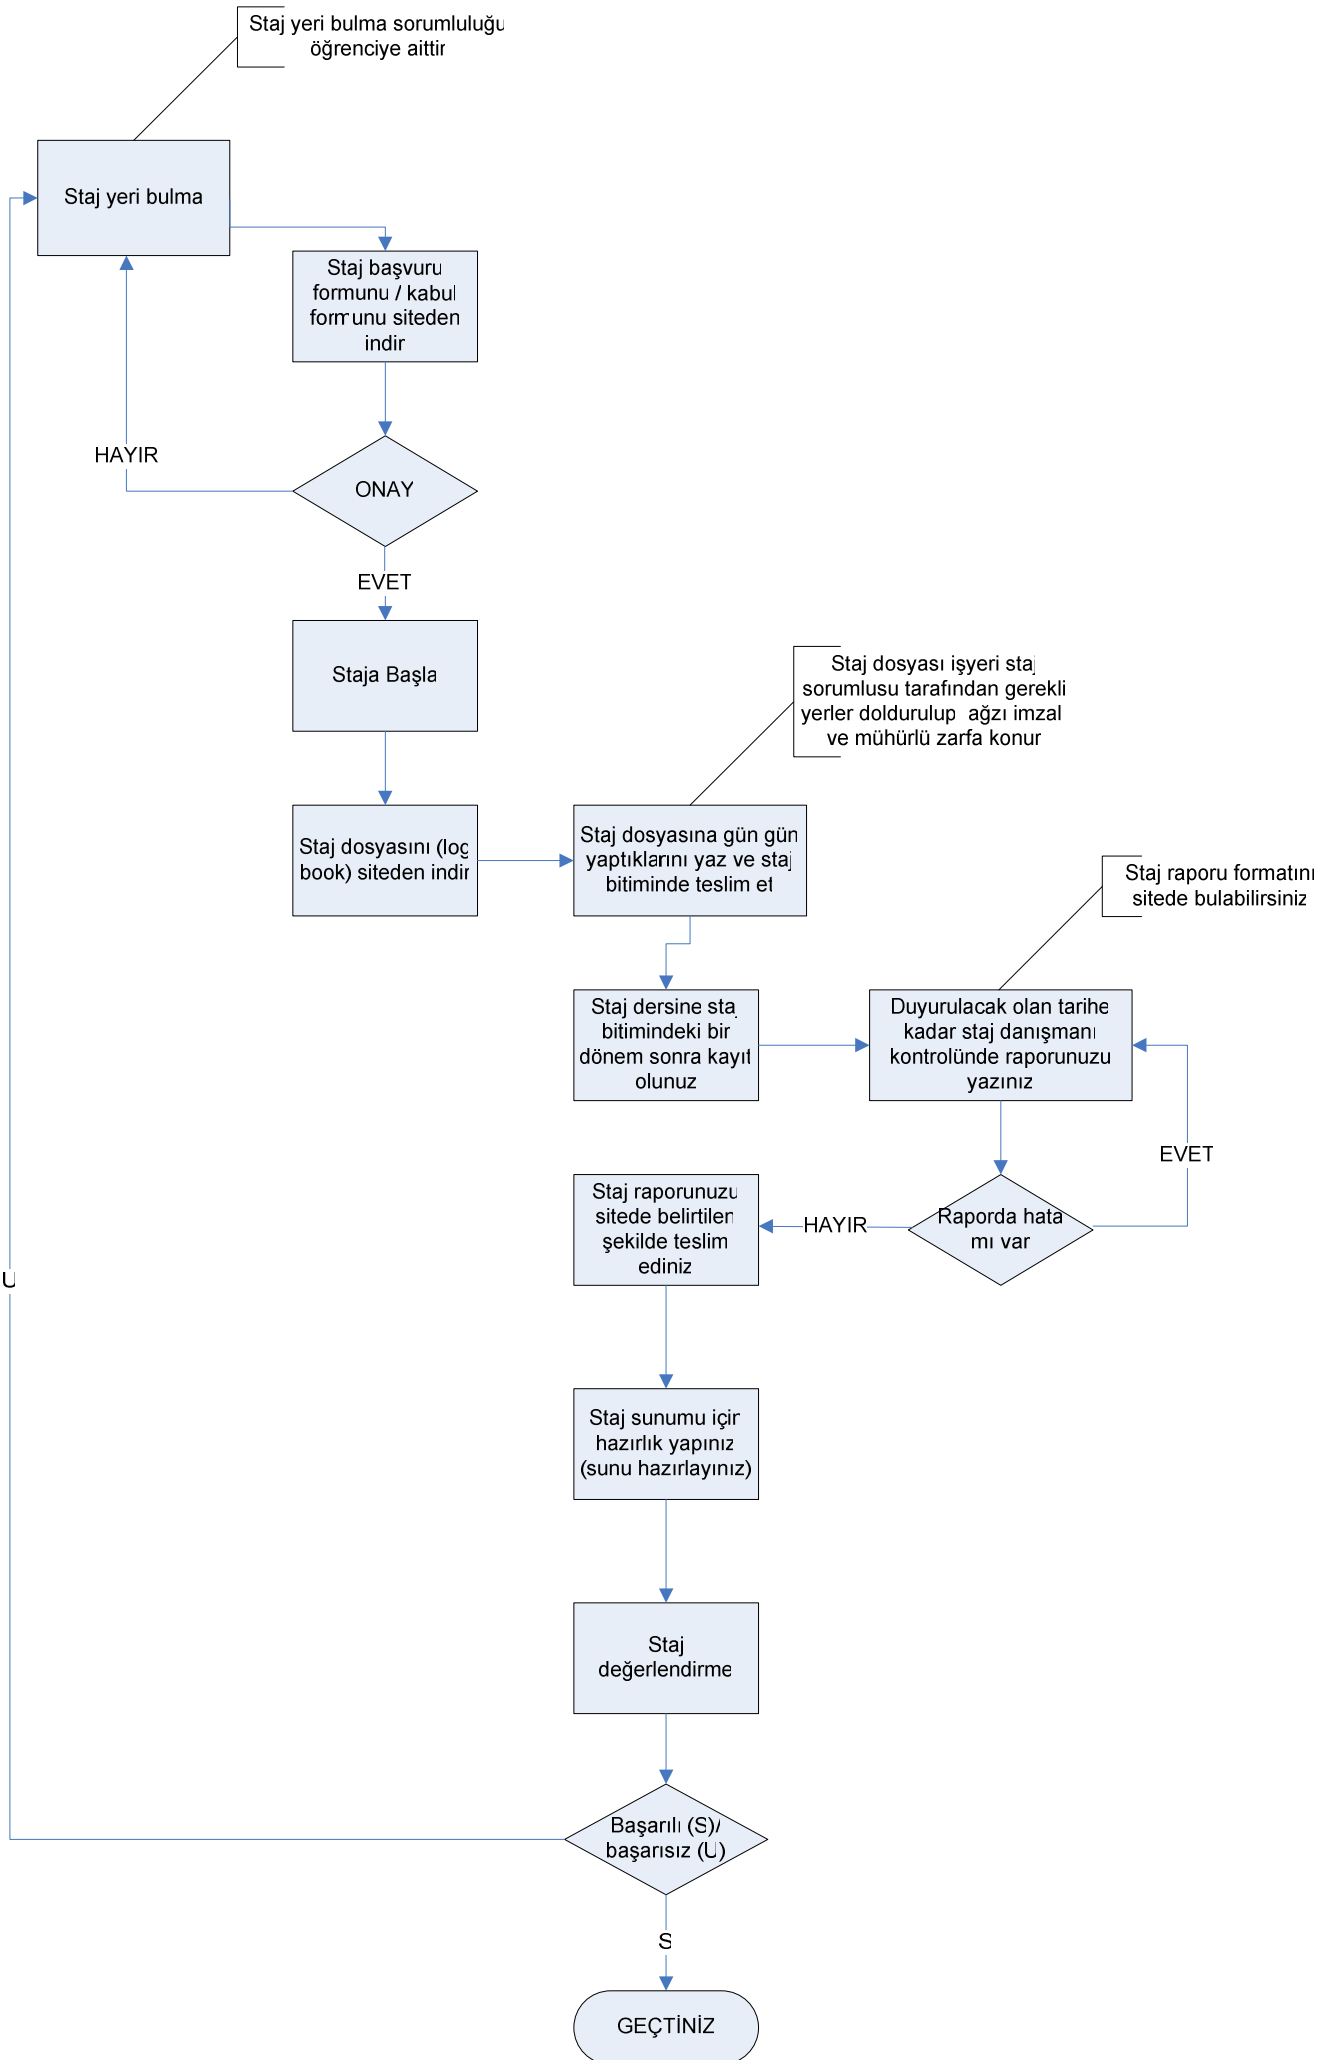 Staj yeri bulma sorumluluğu
öğrenciye aittir
Staj yeri bulma
Staj başvuru
formunu / kabul
formunu siteden
indir
HAYIR
ONAY
EVET
Staja Başla
Staj dosyası işyeri staj
sorumlusu tarafından gerekli
yerler doldurulup ağzı imzal
ve mühürlü zarfa konur
Staj dosyasını (log
book) siteden indir
Staj dosyasına gün gün
yaptıklarını yaz ve staj
bitiminde teslim et
Staj raporu formatını
sitede bulabilirsiniz
Staj dersine staj
bitimindeki bir
dönem sonra kayıt
olunuz
Duyurulacak olan tarihe
kadar staj danışmanı
kontrolünde raporunuzu
yazınız
EVET
Staj raporunuzu
sitede belirtilen
şekilde teslim
ediniz
HAYIR
Raporda hata
mı var
U
Staj sunumu için
hazırlık yapınız
(sunu hazırlayınız)
Staj
değerlendirme
Başarılı (S)/
başarısız (U)
S
GEÇTİNİZ